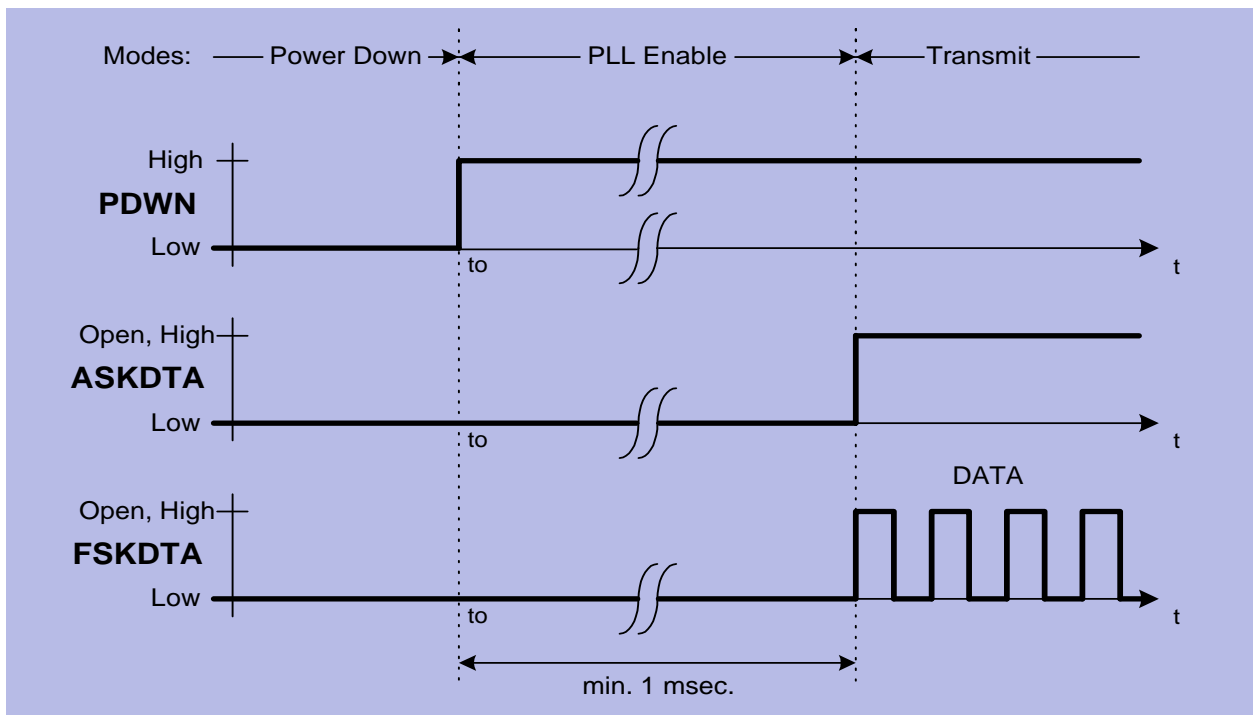 Modes: Power Down PLL Enable Transmit
High
PDWN
Low
to
t
Open, High
ASKDTA
Low
to
t
DATA
Open, High
FSKDTA
Low
to
t
min. 1 msec.